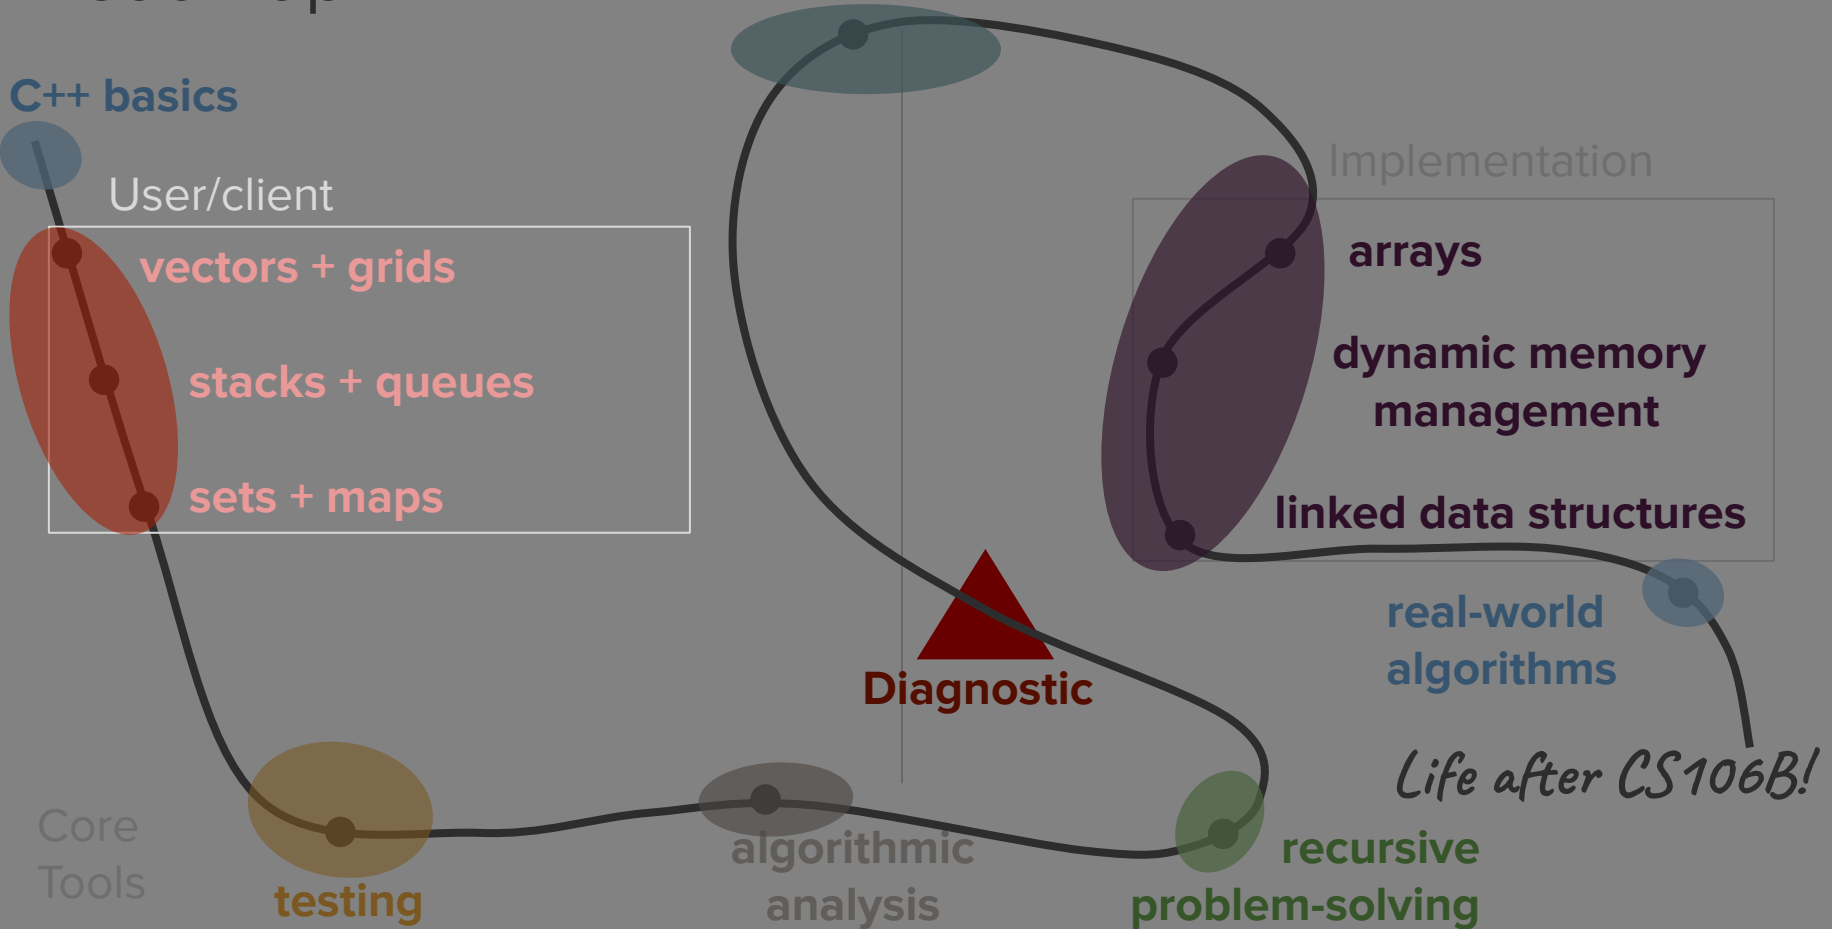 C++ basics
User/client
vectors + grids
stacks + queues
sets + maps
Implementation
arrays
dynamic memory
management
linked data structures
real-world
algorithms
Diagnostic
Life after CS106B!
Core
Tools
testing
algorithmic
analysis
recursive
problem-solving